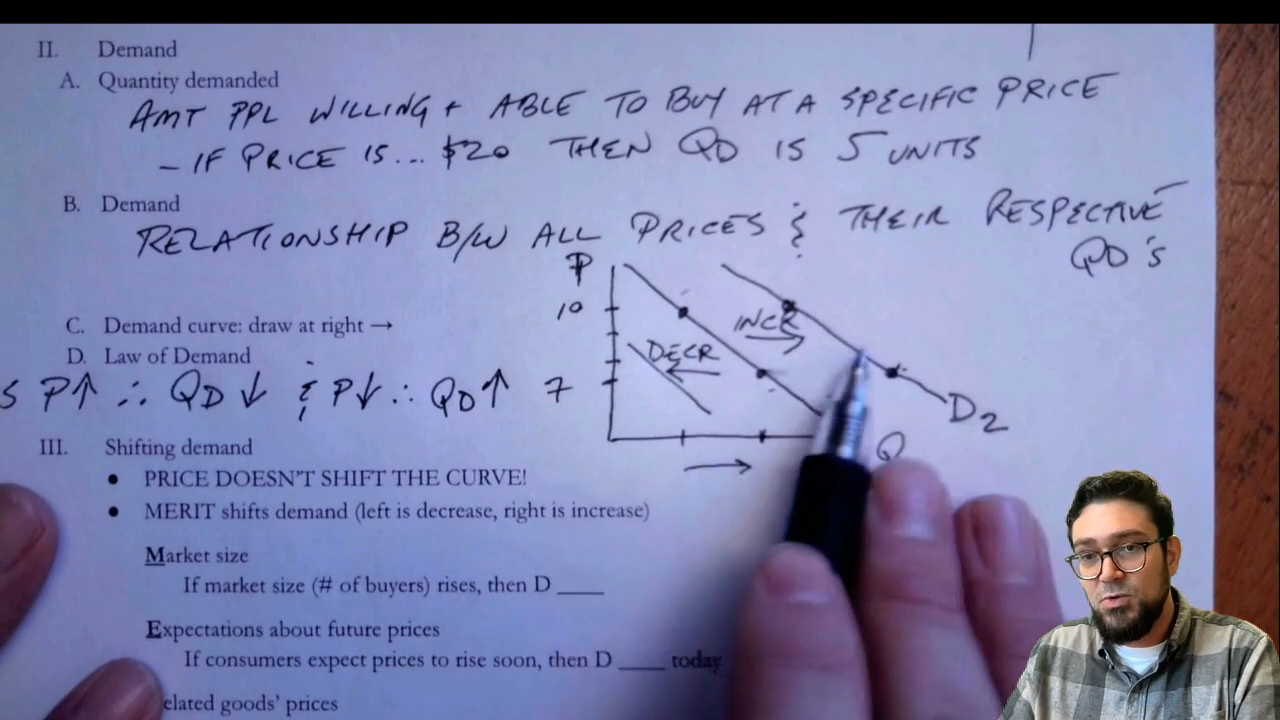 II. Demand
A. Quantity demanded
AMT PPL WILLING + ABLE TO BUY AT A SPECIFIC PRICE
- IF PRICE IS... $20 THEN QD IS 5 UNITS
B. Demand
RELATIONSHIP B/W ALL PRICES & THEIR RESPECTIVE
QD'S
P
10
INCR
DECR
7
D2
Q
C. Demand curve: draw at right →
D. Law of Demand
S P↑ ∴ QD ↓ & P↓ ∴ QD ↑
III. Shifting demand
• PRICE DOESN'T SHIFT THE CURVE!
• MERIT shifts demand (left is decrease, right is increase)
Market size
If market size (# of buyers) rises, then D ____
Expectations about future prices
If consumers expect prices to rise soon, then D ____ today
elated goods' prices